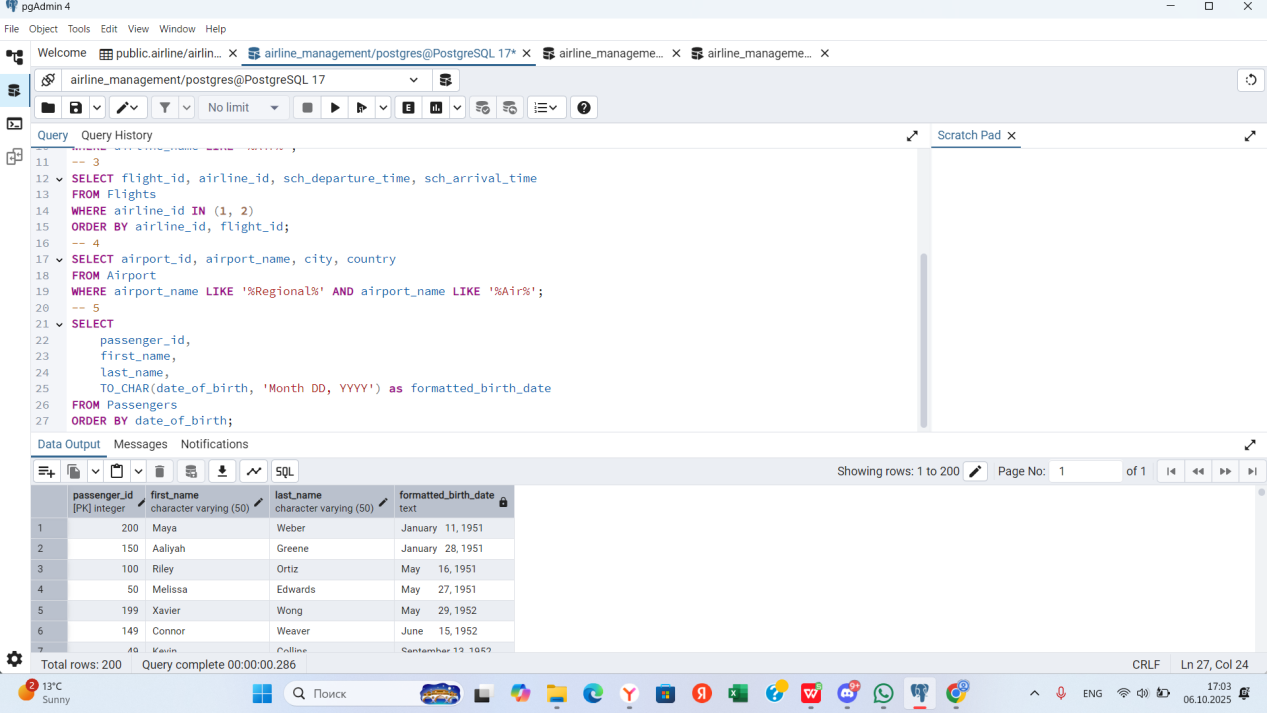 pgAdmin 4
File Object Tools Edit View Window Help
Welcome public.airline/airlin... airline_management/postgres@PostgreSQL 17* airline_manageme... airline_manageme...
airline_management/postgres@PostgreSQL 17
No limit
Query Query History
Scratch Pad
11 -- 3
12 SELECT flight_id, airline_id, sch_departure_time, sch_arrival_time
13 FROM Flights
14 WHERE airline_id IN (1, 2)
15 ORDER BY airline_id, flight_id;
16 -- 4
17 SELECT airport_id, airport_name, city, country
18 FROM Airport
19 WHERE airport_name LIKE '%Regional%' AND airport_name LIKE '%Air%';
20 -- 5
21 SELECT
22 passenger_id,
23 first_name,
24 last_name,
25 TO_CHAR(date_of_birth, 'Month DD, YYYY') as formatted_birth_date
26 FROM Passengers
27 ORDER BY date_of_birth;
Data Output Messages Notifications
SQL Showing rows: 1 to 200 Page No: 1 of 1
passenger_id first_name last_name formatted_birth_date
[PK] integer character varying (50) character varying (50) text
1 200 Maya Weber January 11, 1951
2 150 Aaliyah Greene January 28, 1951
3 100 Riley Ortiz May 16, 1951
4 50 Melissa Edwards May 27, 1951
5 199 Xavier Wong May 29, 1952
6 149 Connor Weaver June 15, 1952
7 49 Kevin Collins September 13, 1952
Total rows: 200 Query complete 00:00:00.286 CRLF Ln 27, Col 24
2 13°C
Sunny
Поиск
9+
ENG
17:03
06.10.2025